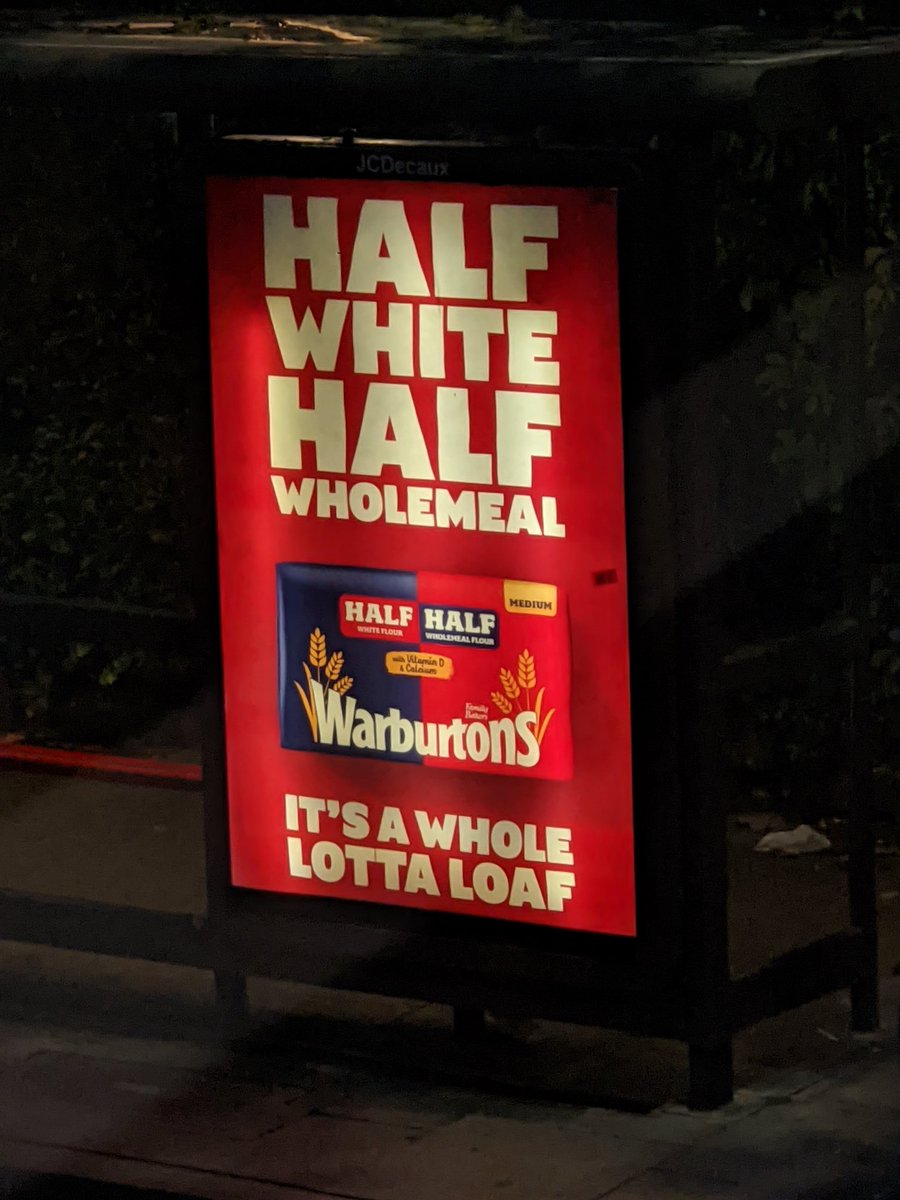 JCDecaux
HALF
WHITE
HALF
WHOLEMEAL
MEDIUM
HALF HALF
WHITE FLOUR WHOLEMEAL FLOUR
with Vitamin D
& Calcium
Family
Bakers
Warburtons
IT'S A WHOLE
LOTTA LOAF